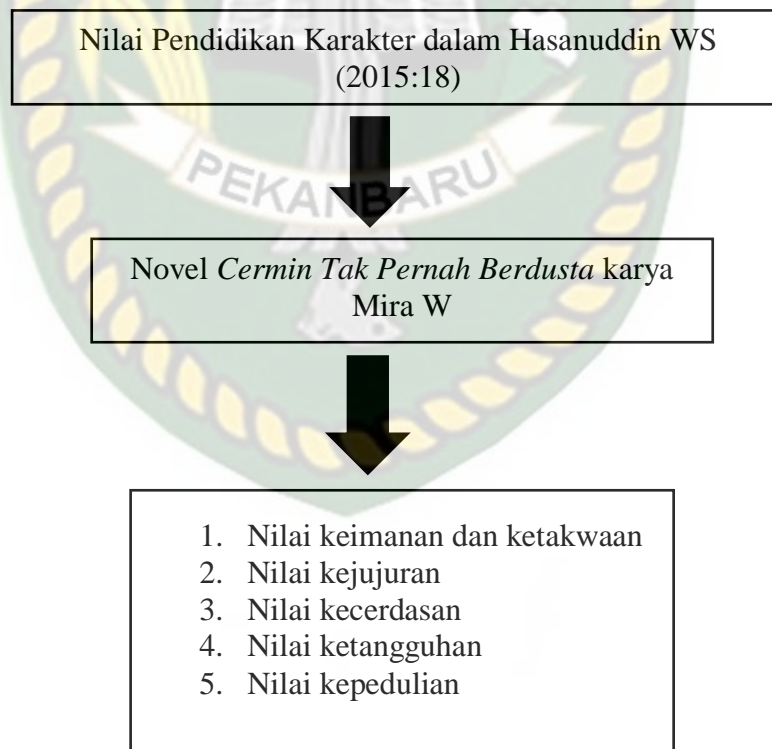 Nilai Pendidikan Karakter dalam Hasanuddin WS
(2015:18)
PEKANBARU
Novel Cermin Tak Pernah Berdusta karya
Mira W
1. Nilai keimanan dan ketakwaan
2. Nilai kejujuran
3. Nilai kecerdasan
4. Nilai ketangguhan
5. Nilai kepedulian